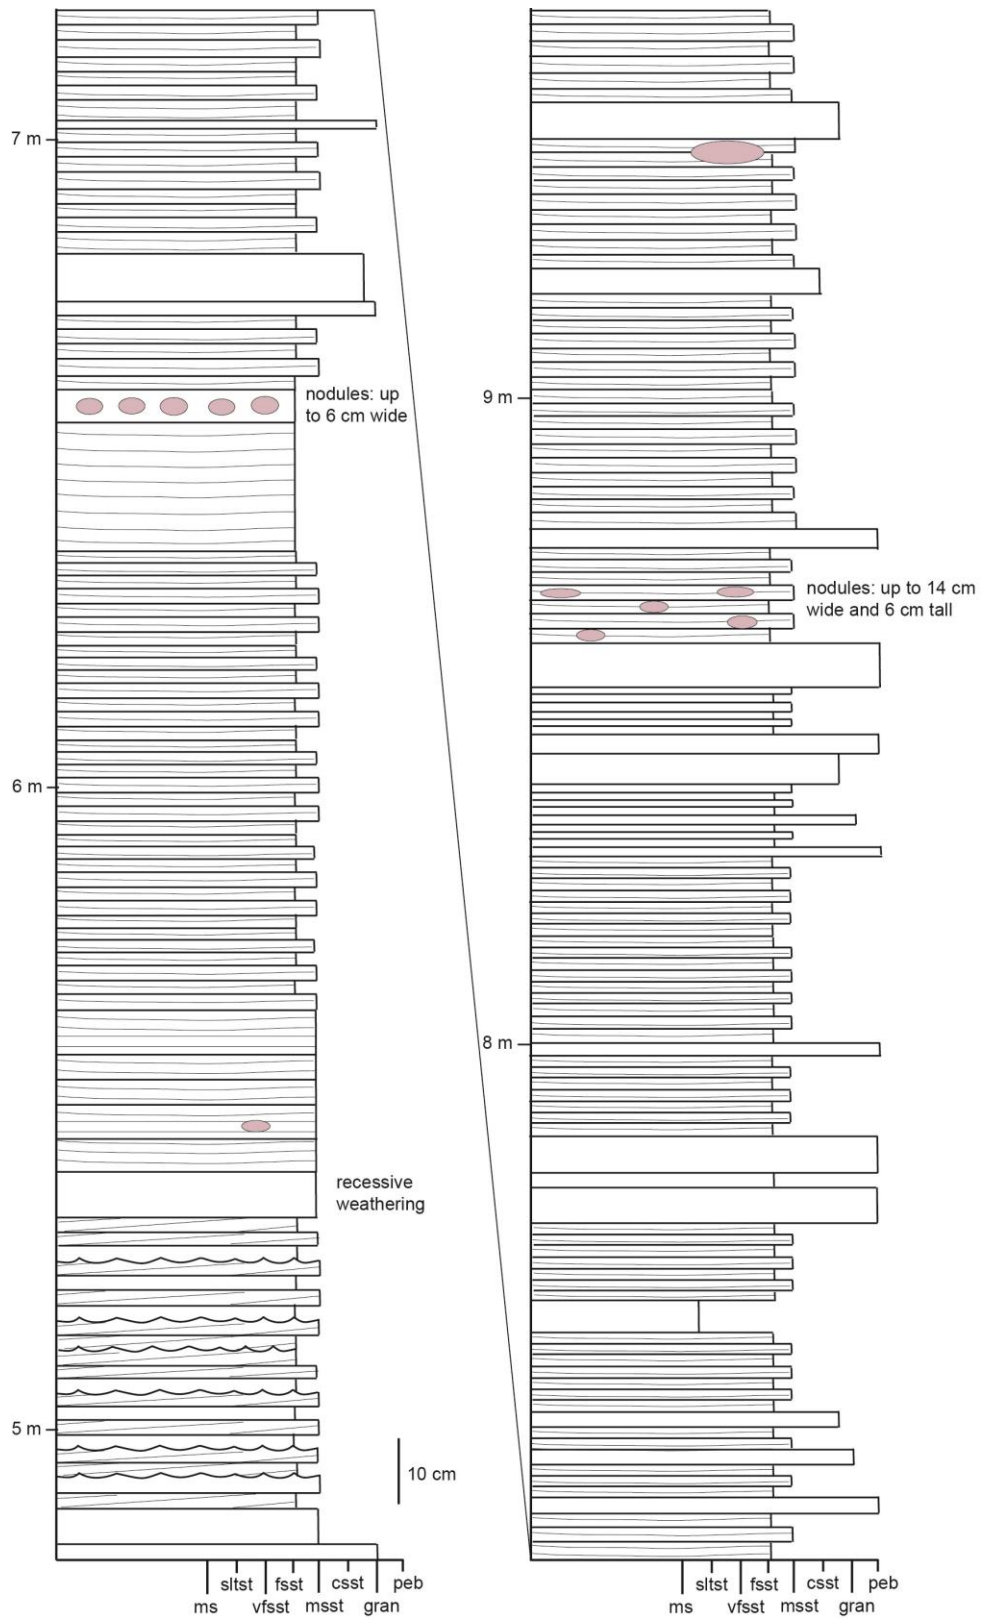 7 m
nodules: up
to 6 cm wide
6 m
recessive
weathering
5 m
10 cm
sltst fsst csst peb
ms vfsst msst gran
9 m
nodules: up to 14 cm
wide and 6 cm tall
8 m
sltst fsst csst peb
ms vfsst msst gran